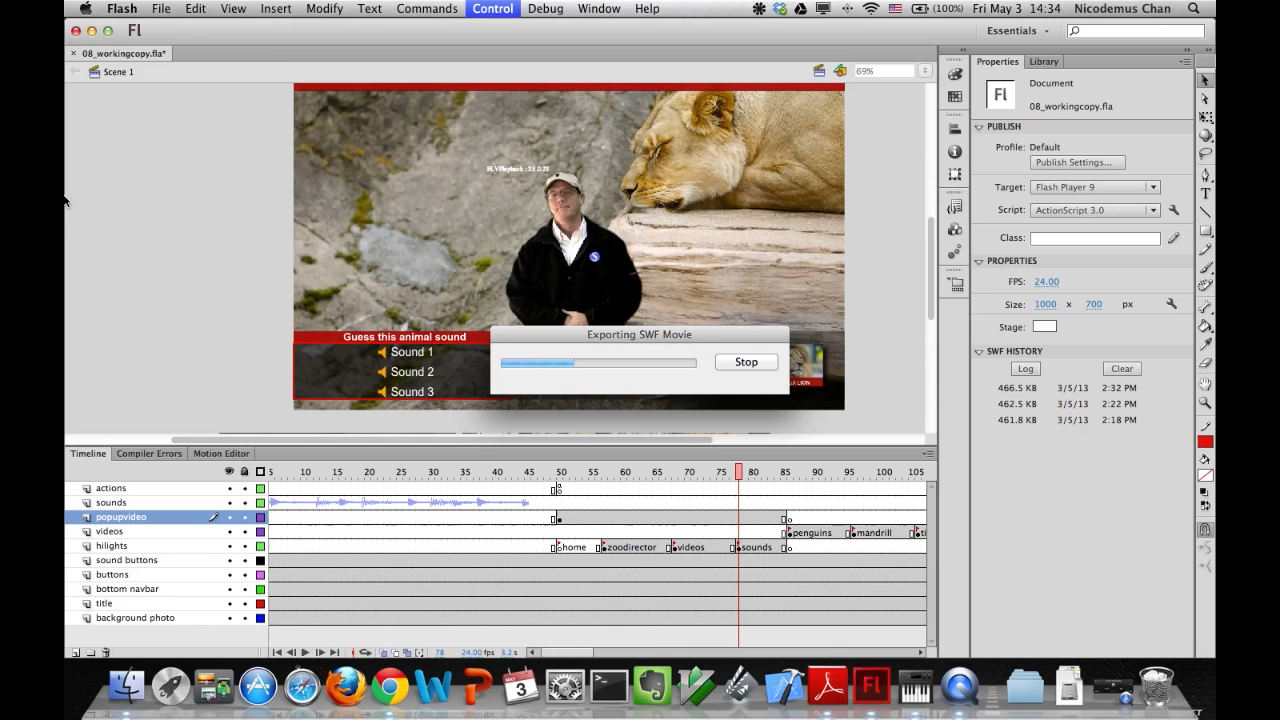 Flash File Edit View Insert Modify Text Commands Control Debug Window Help (100%) Fri May 3 14:34 Nicodemus Chan
Fl Essentials
× 08_workingcopy.fla*
Scene 1 69%
Properties Library
Fl Document
08_workingcopy.fla
PUBLISH
Profile: Default
Publish Settings...
Target: Flash Player 9
Script: ActionScript 3.0
Class:
PROPERTIES
FPS: 24.00
Size: 1000 x 700 px
Stage:
SWF HISTORY
Log Clear
466.5 KB 3/5/13 2:32 PM
462.5 KB 3/5/13 2:22 PM
461.8 KB 3/5/13 2:18 PM
S
Guess this animal sound
Sound 1
Sound 2
Sound 3
Exporting SWF Movie
Stop
LION
Timeline Compiler Errors Motion Editor
5 10 15 20 25 30 35 40 45 50 55 60 65 70 75 80 85 90 95 100 105
actions
sounds
popupvideo
videos penguins mandrill ti
hilights home zoodirector videos sounds
sound buttons
buttons
bottom navbar
title
background photo
78 24.00 fps 3.2 s
MAY 3 Fl